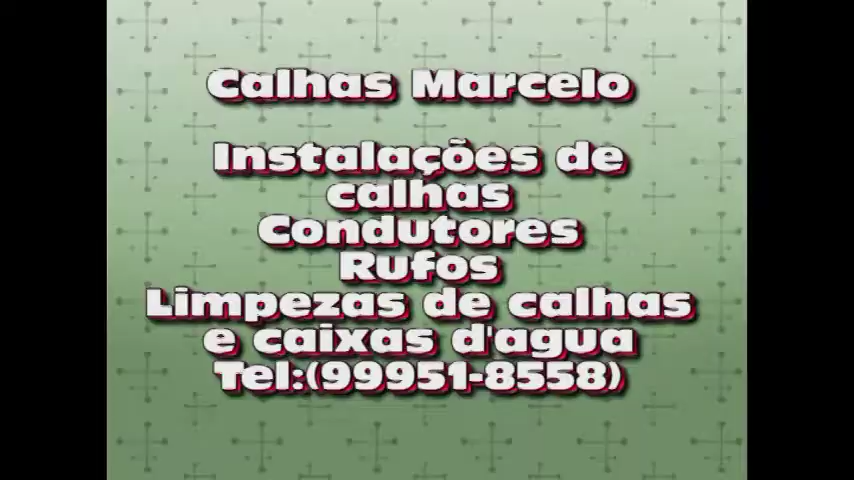 Calhas Marcelo
Instalações de
calhas
Condutores
Rufos
Limpezas de calhas
e caixas d'agua
Tel:(99951-8558)